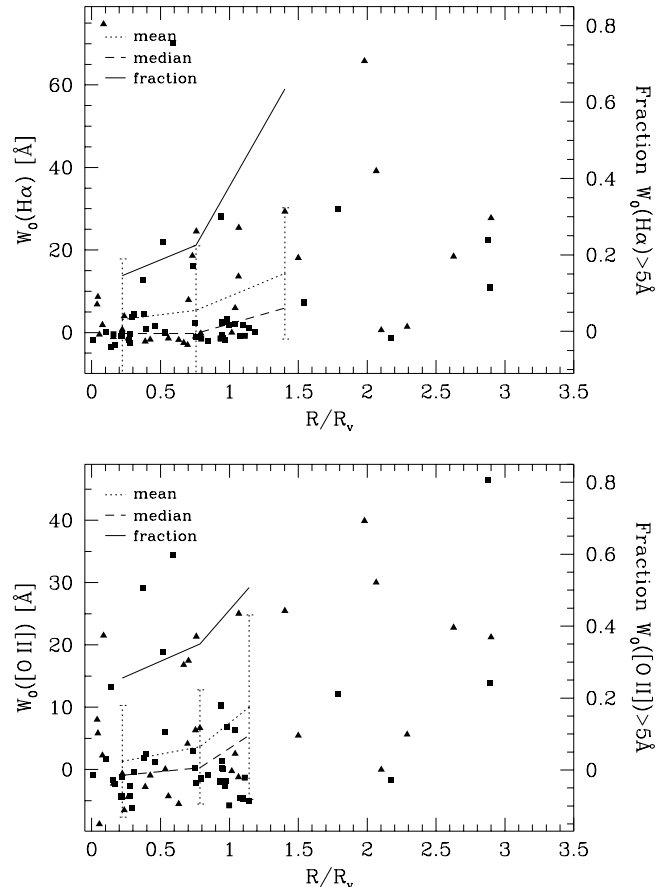 mean
median
fraction
60
40
20
0
W₀(Hα) [Å]
0.8
0.6
0.4
0.2
0
Fraction W₀(Hα)>5Å
0 0.5 1 1.5 2 2.5 3 3.5
R/Rᵥ
mean
median
fraction
40
30
20
10
0
W₀([O II]) [Å]
0.8
0.6
0.4
0.2
0
Fraction W₀([O II])>5Å
0 0.5 1 1.5 2 2.5 3 3.5
R/Rᵥ